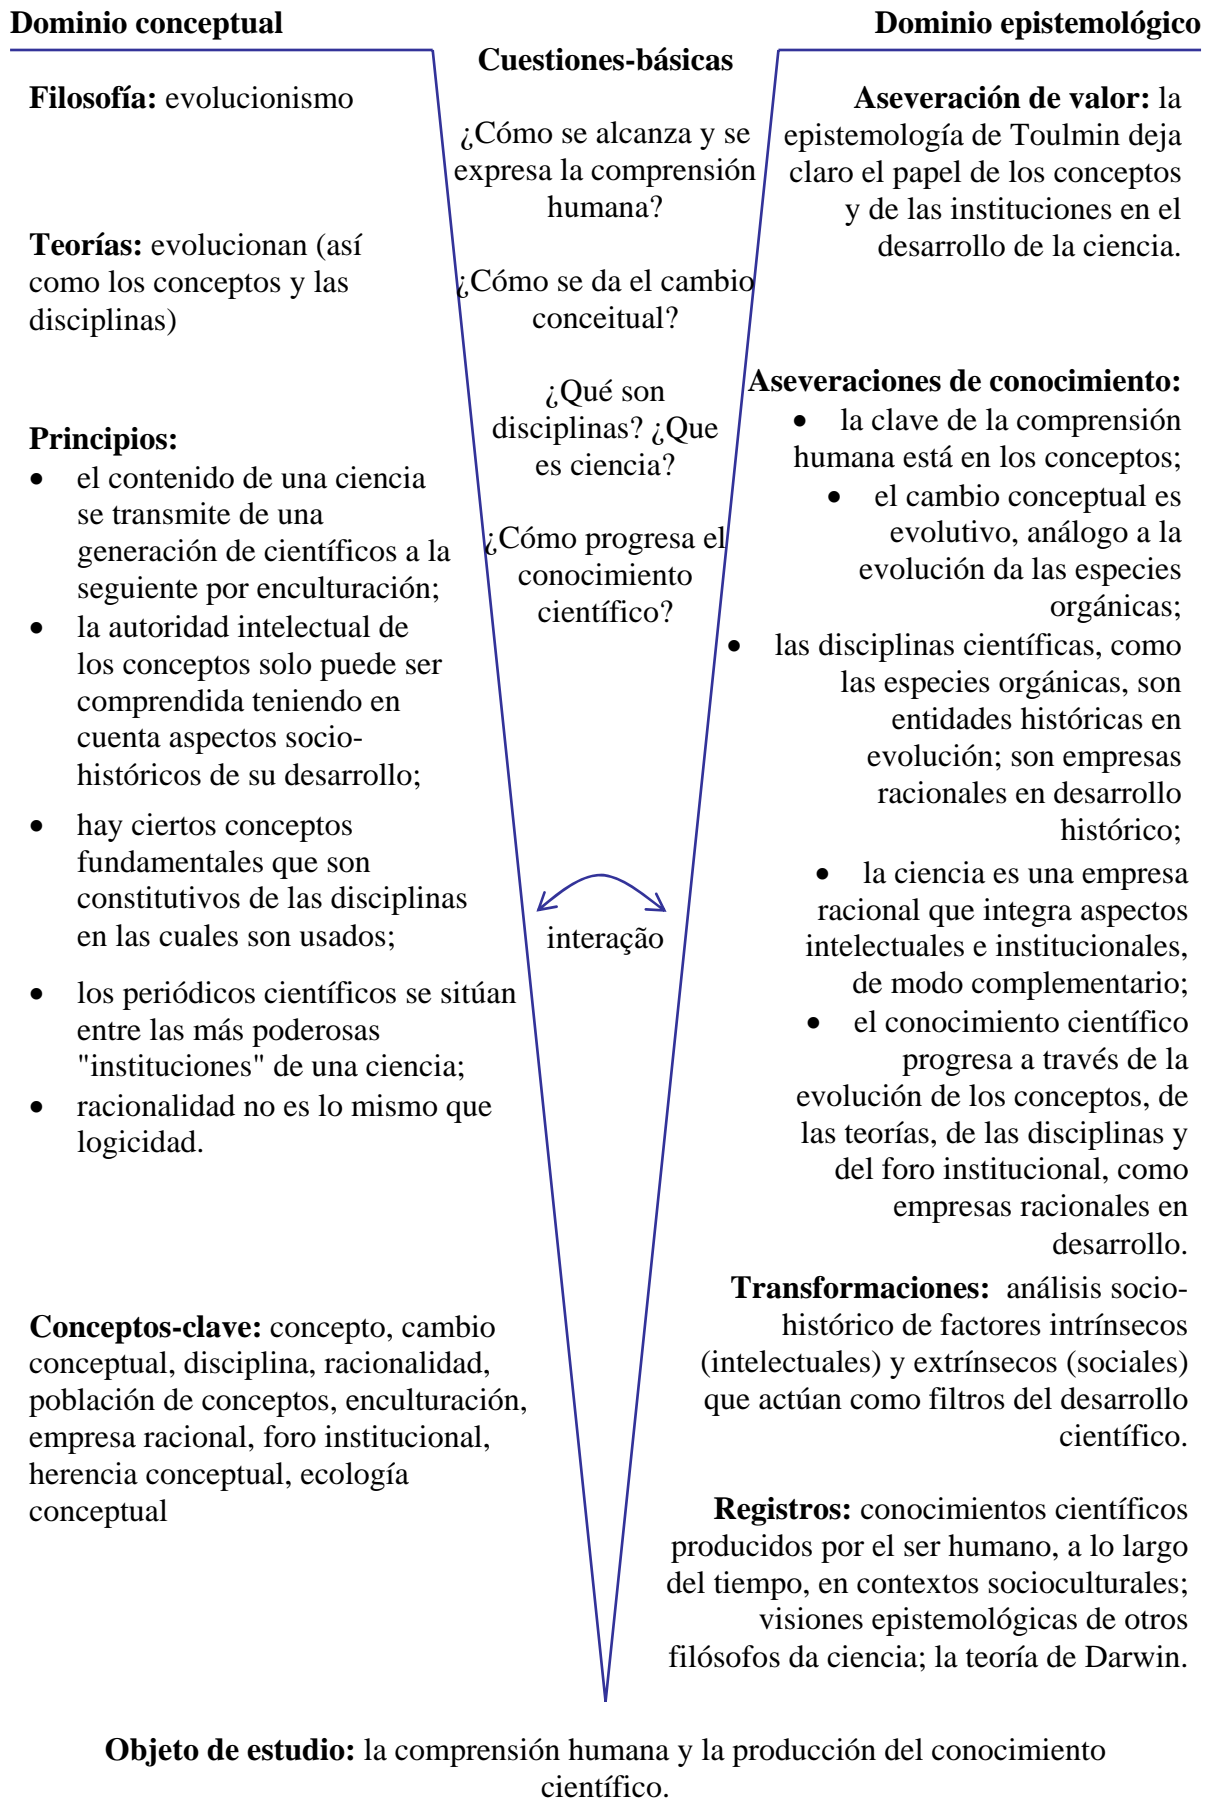 Dominio conceptual
Filosofía: evolucionismo
Teorías: evolucionan (así
como los conceptos y las
disciplinas)
Principios:
• el contenido de una ciencia
se transmite de una
generación de científicos a la
seguiente por enculturación;
• la autoridad intelectual de
los conceptos solo puede ser
comprendida teniendo en
cuenta aspectos socio-
históricos de su desarrollo;
• hay ciertos conceptos
fundamentales que son
constitutivos de las disciplinas
en las cuales son usados;
• los periódicos científicos se sitúan
entre las más poderosas
"instituciones" de una ciencia;
• racionalidad no es lo mismo que
logicidad.
Conceptos-clave: concepto, cambio
conceptual, disciplina, racionalidad,
población de conceptos, enculturación,
empresa racional, foro institucional,
herencia conceptual, ecología
conceptual
Cuestiones-básicas
¿Cómo se alcanza y se
expresa la comprensión
humana?
¿Cómo se da el cambio
conceitual?
¿Qué son
disciplinas? ¿Que
es ciencia?
¿Cómo progresa el
conocimiento
científico?
interação
Dominio epistemológico
Aseveración de valor: la
epistemología de Toulmin deja
claro el papel de los conceptos
y de las instituciones en el
desarrollo de la ciencia.
Aseveraciones de conocimiento:
• la clave de la comprensión
humana está en los conceptos;
• el cambio conceptual es
evolutivo, análogo a la
evolución da las especies
orgánicas;
• las disciplinas científicas, como
las especies orgánicas, son
entidades históricas en
evolución; son empresas
racionales en desarrollo
histórico;
• la ciencia es una empresa
racional que integra aspectos
intelectuales e institucionales,
de modo complementario;
• el conocimiento científico
progresa a través de la
evolución de los conceptos, de
las teorías, de las disciplinas y
del foro institucional, como
empresas racionales en
desarrollo.
Transformaciones: análisis socio-
histórico de factores intrínsecos
(intelectuales) y extrínsecos (sociales)
que actúan como filtros del desarrollo
científico.
Registros: conocimientos científicos
producidos por el ser humano, a lo largo
del tiempo, en contextos socioculturales;
visiones epistemológicas de otros
filósofos da ciencia; la teoría de Darwin.
Objeto de estudio: la comprensión humana y la producción del conocimiento
científico.